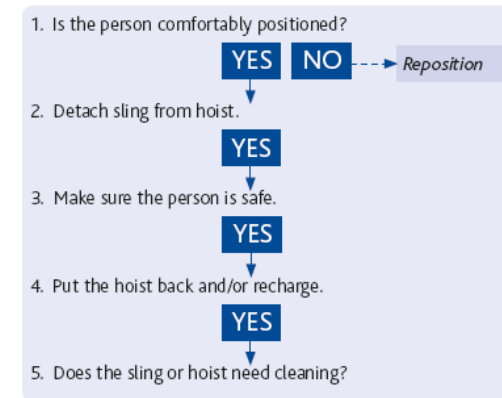 1. Is the person comfortably positioned?
YES NO Reposition
2. Detach sling from hoist.
YES
3. Make sure the person is safe.
YES
4. Put the hoist back and/or recharge.
YES
5. Does the sling or hoist need cleaning?